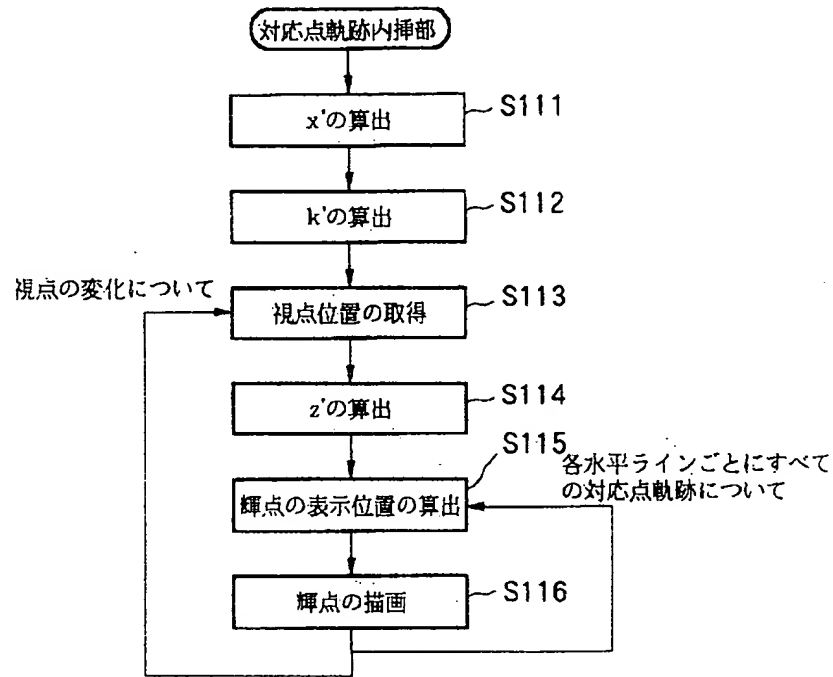 対応点軌跡内挿部
x'の算出
S111
k'の算出
S112
視点の変化について
視点位置の取得
S113
z'の算出
S114
S115
各水平ラインごとにすべて
の対応点軌跡について
輝点の表示位置の算出
輝点の描画
S116